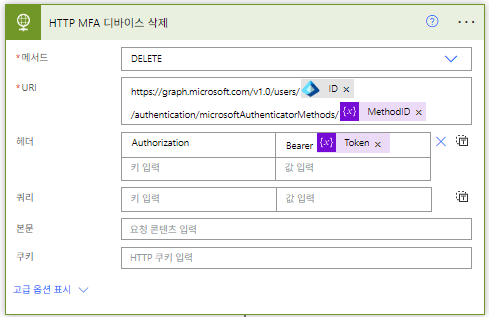 HTTP MFA 디바이스 삭제
*메서드 DELETE
*URI https://graph.microsoft.com/v1.0/users/ ID ×
/authentication/microsoftAuthenticatorMethods/ {x} MethodID ×
헤더 Authorization Bearer {x} Token ×
키 입력 값 입력
쿼리 키 입력 값 입력
본문 요청 콘텐츠 입력
쿠키 HTTP 쿠키 입력
고급 옵션 표시